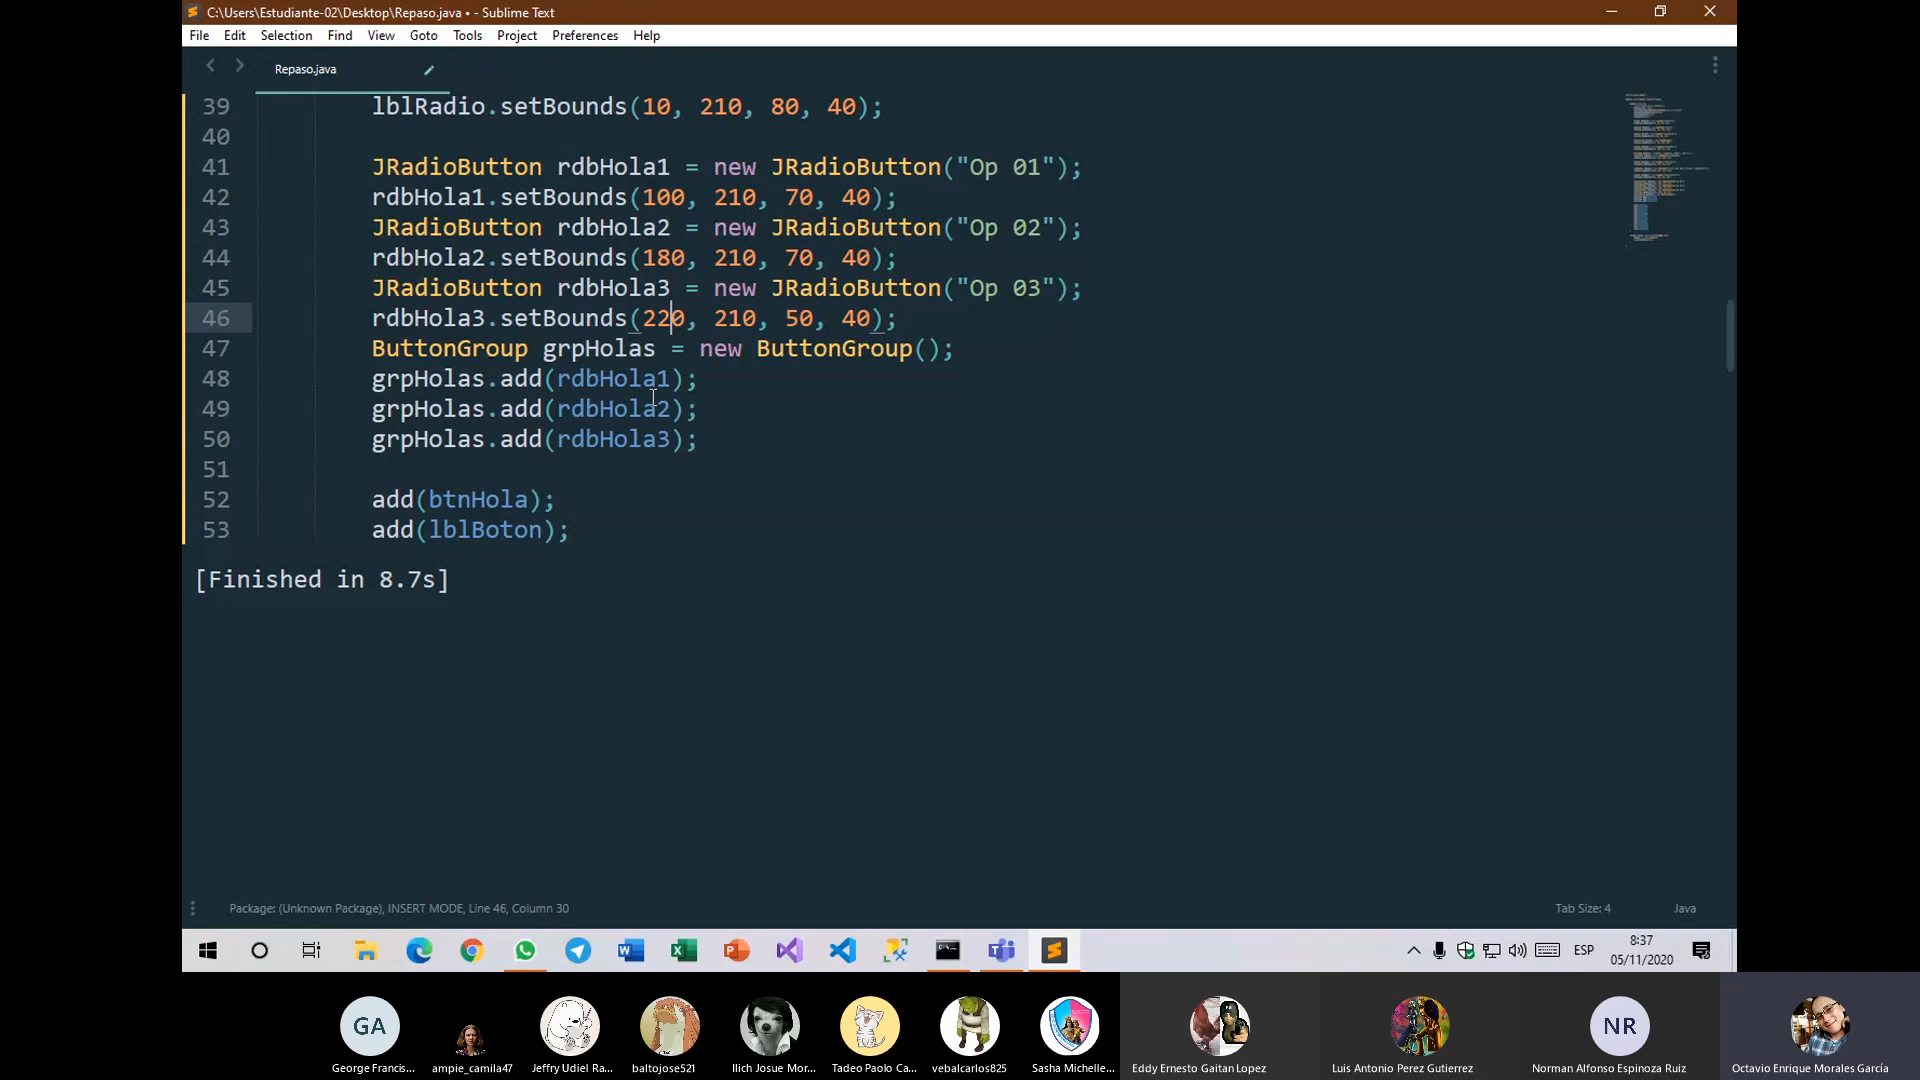 C:\Users\Estudiante-02\Desktop\Repaso.java • - Sublime Text
File Edit Selection Find View Goto Tools Project Preferences Help
Repaso.java
39 lblRadio.setBounds(10, 210, 80, 40);
40
41 JRadioButton rdbHola1 = new JRadioButton("Op 01");
42 rdbHola1.setBounds(100, 210, 70, 40);
43 JRadioButton rdbHola2 = new JRadioButton("Op 02");
44 rdbHola2.setBounds(180, 210, 70, 40);
45 JRadioButton rdbHola3 = new JRadioButton("Op 03");
46 rdbHola3.setBounds(220, 210, 50, 40);
47 ButtonGroup grpHolas = new ButtonGroup();
48 grpHolas.add(rdbHola1);
49 grpHolas.add(rdbHola2);
50 grpHolas.add(rdbHola3);
51
52 add(btnHola);
53 add(lblBoton);
[Finished in 8.7s]
Package: (Unknown Package), INSERT MODE, Line 46, Column 30 Tab Size: 4 Java
ESP 8:37
05/11/2020
GA NR
George Francis... ampie_camila47 Jeffry Udiel Ra... baltojose521 Ilich Josue Mor... Tadeo Paolo Ca... vebalcarlos825 Sasha Michelle... Eddy Ernesto Gaitan Lopez Luis Antonio Perez Gutierrez Norman Alfonso Espinoza Ruiz Octavio Enrique Morales García